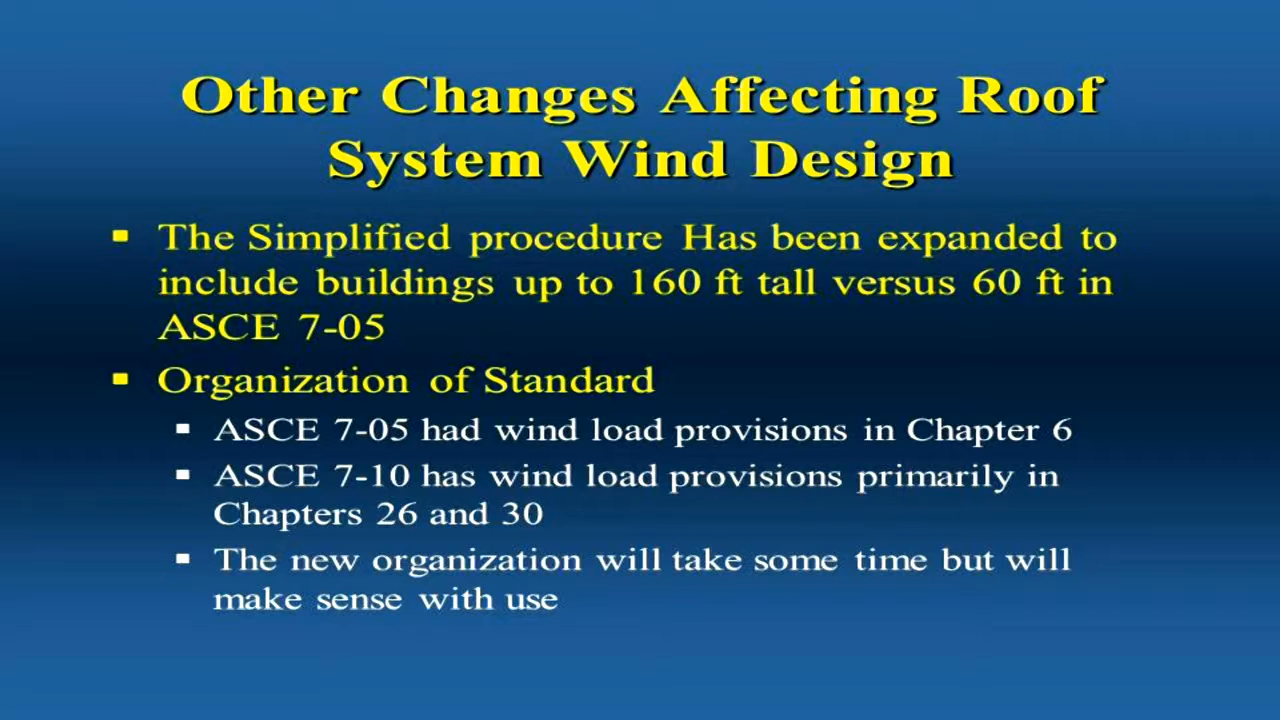 Other Changes Affecting Roof
System Wind Design
The Simplified procedure Has been expanded to
include buildings up to 160 ft tall versus 60 ft in
ASCE 7-05
Organization of Standard
ASCE 7-05 had wind load provisions in Chapter 6
ASCE 7-10 has wind load provisions primarily in
Chapters 26 and 30
The new organization will take some time but will
make sense with use